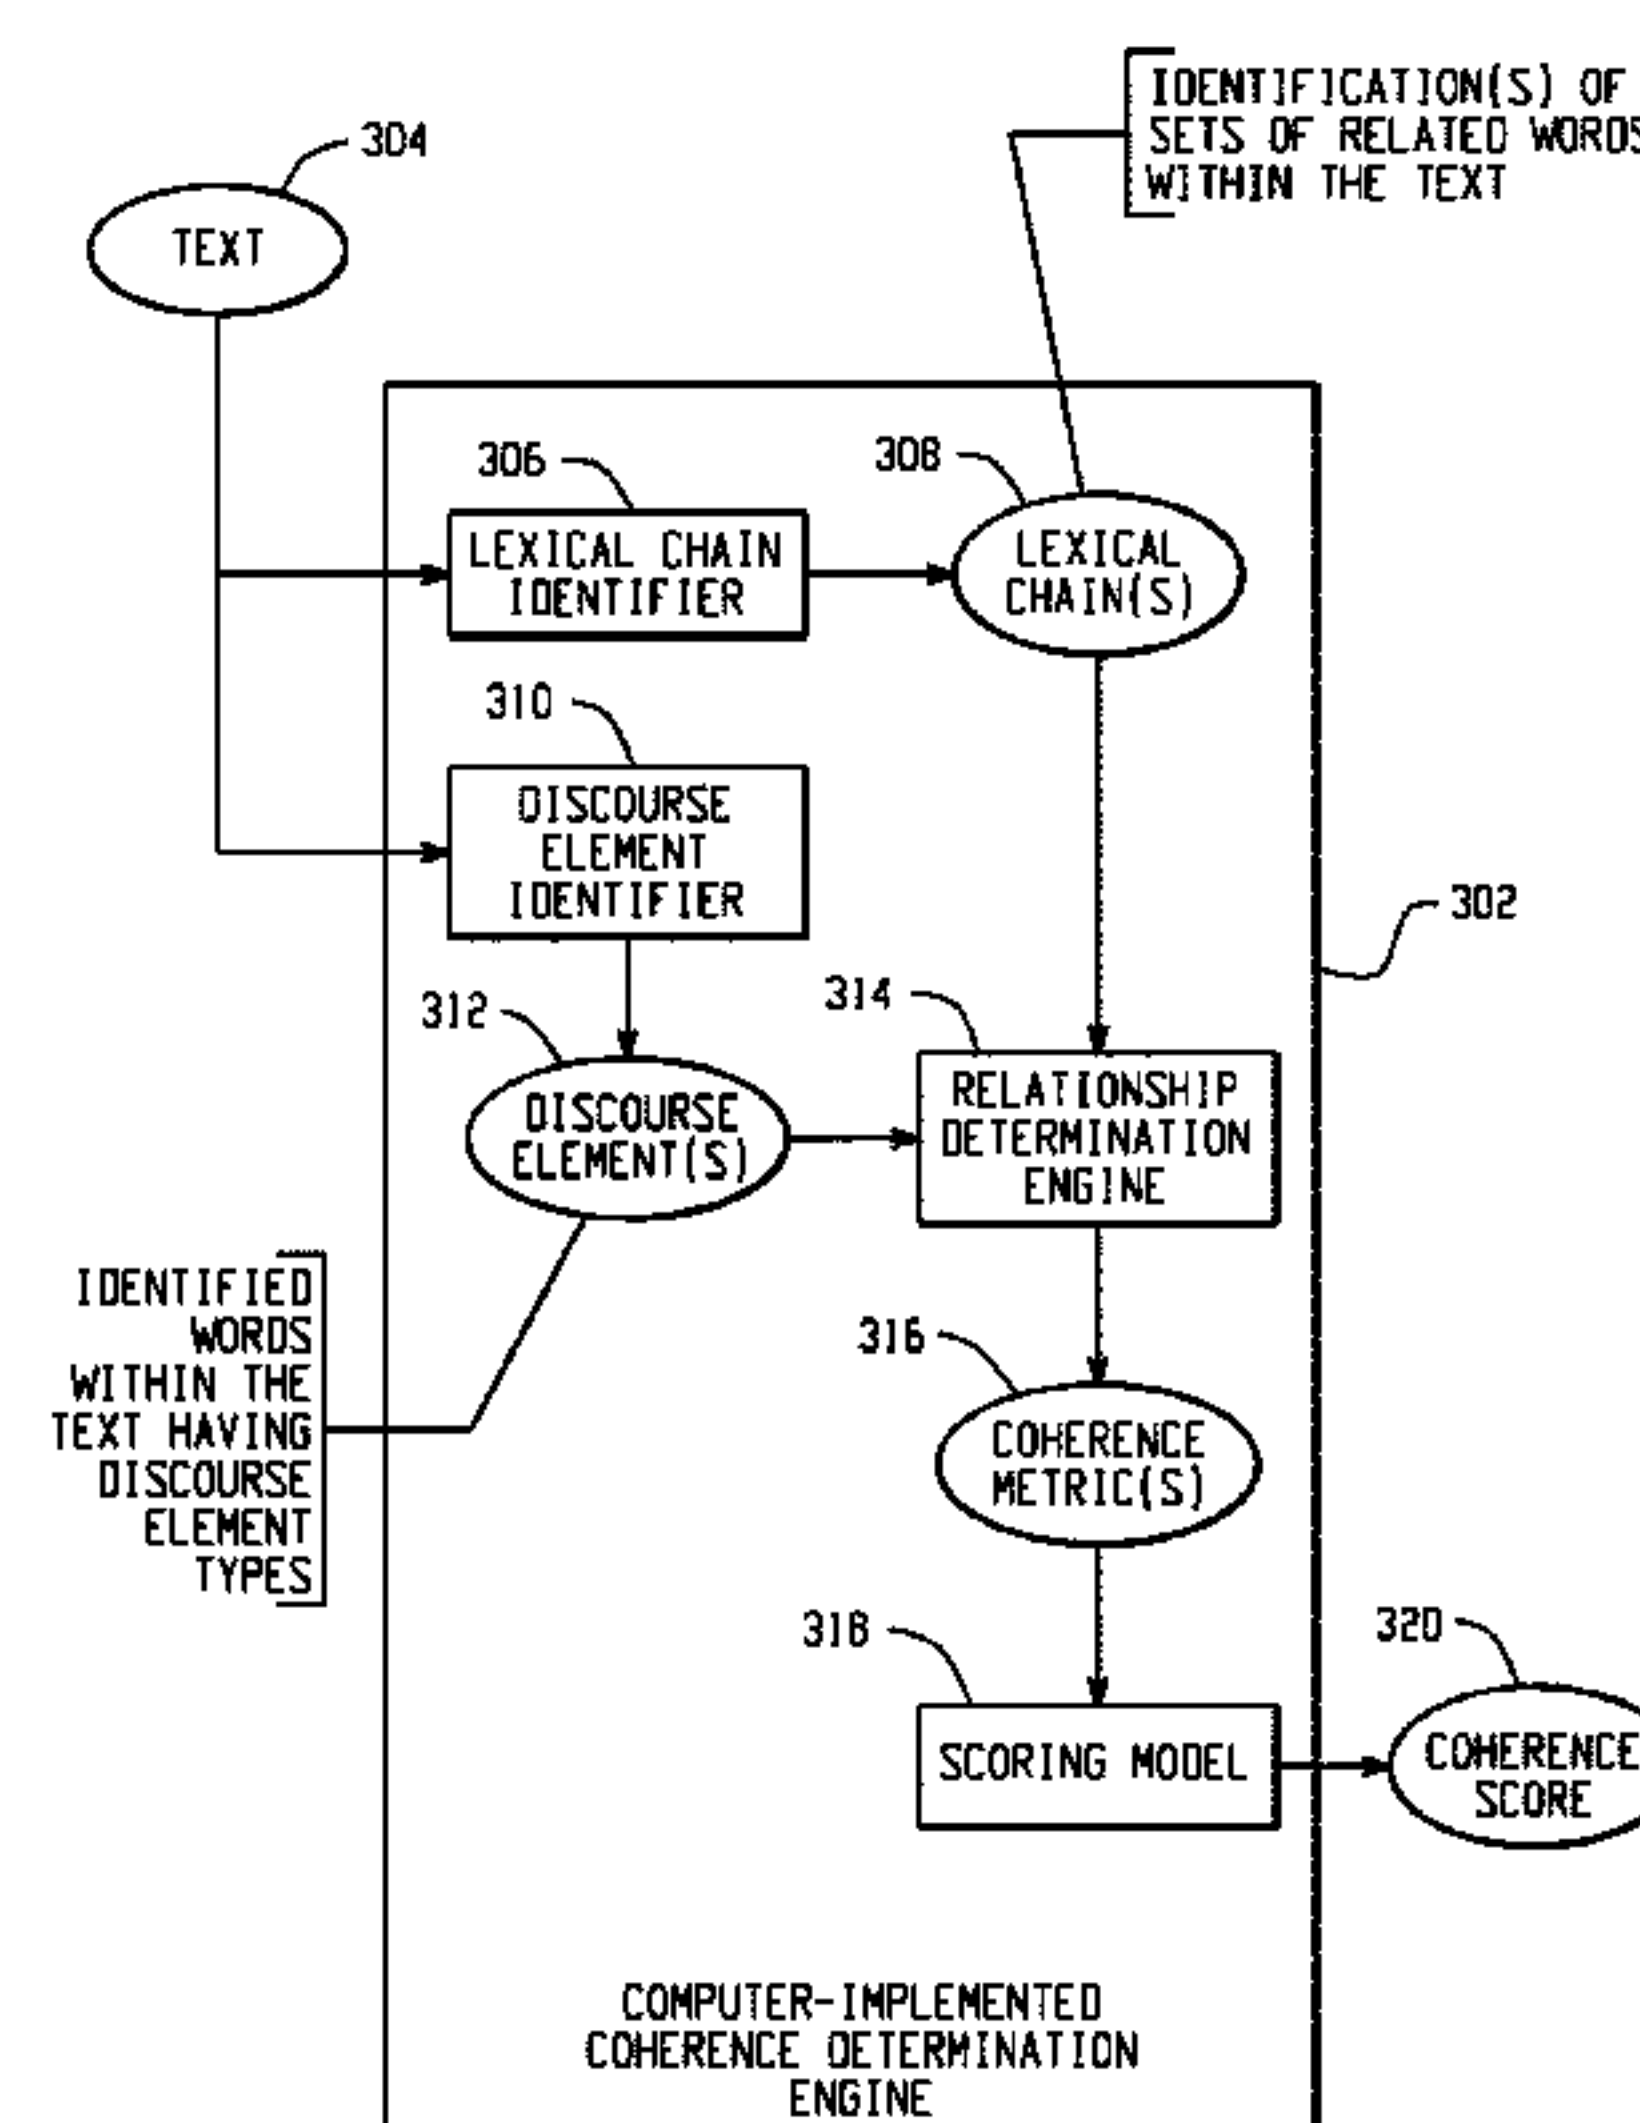 IDENTIFICATION(S) OF
SETS OF RELATED WORDS
WITHIN THE TEXT
304
TEXT
306
LEXICAL CHAIN
IDENTIFIER
308
LEXICAL
CHAIN(S)
310
DISCOURSE
ELEMENT
IDENTIFIER
302
312
DISCOURSE
ELEMENT(S)
314
RELATIONSHIP
DETERMINATION
ENGINE
IDENTIFIED
WORDS
WITHIN THE
TEXT HAVING
DISCOURSE
ELEMENT
TYPES
316
COHERENCE
METRIC(S)
318
SCORING MODEL
320
COHERENCE
SCORE
COMPUTER-IMPLEMENTED
COHERENCE DETERMINATION
ENGINE